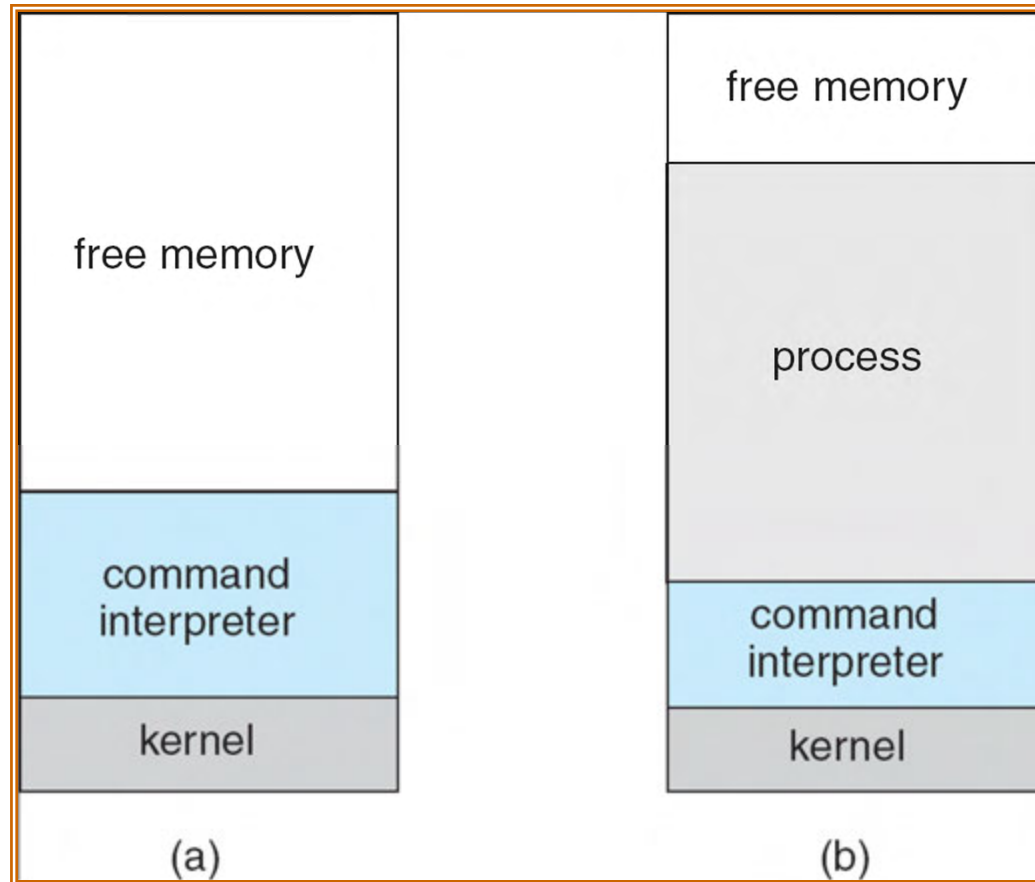 free memory
command
interpreter
kernel
(a)
free memory
process
command
interpreter
kernel
(b)